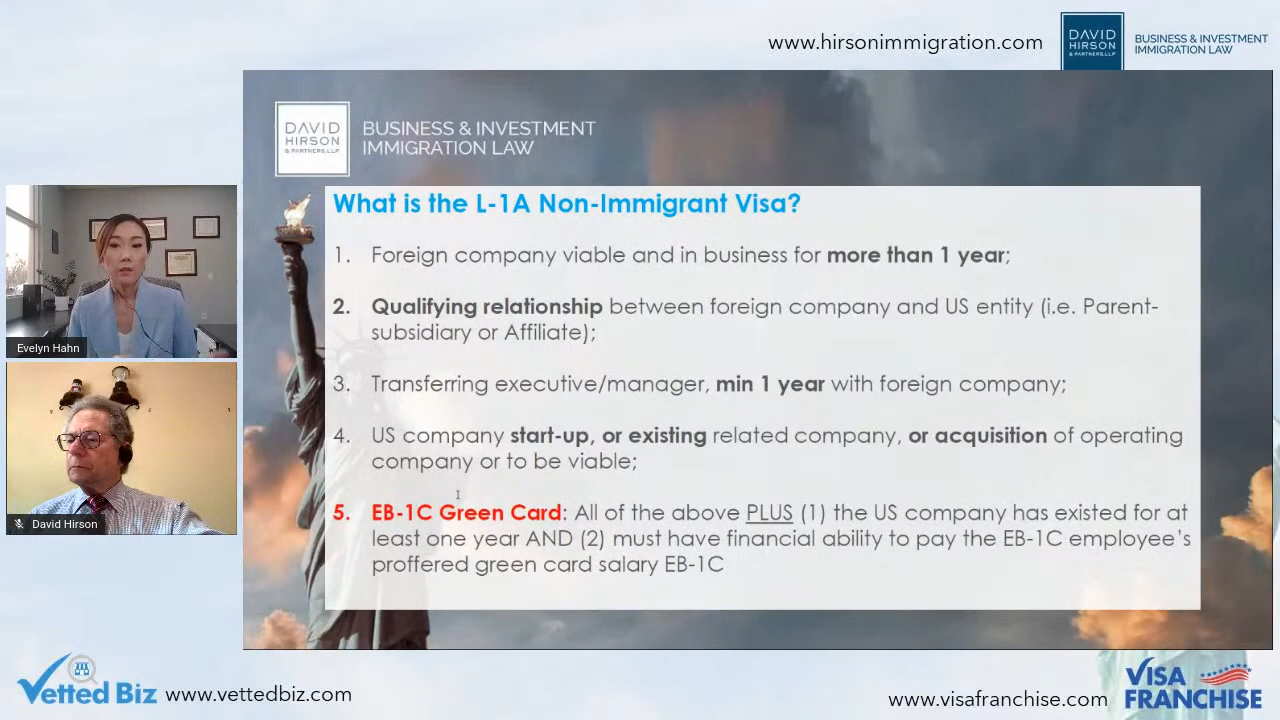 www.hirsonimmigration.com
DAVID
HIRSON
& PARTNERS, LLP
BUSINESS & INVESTMENT
IMMIGRATION LAW
DAVID
HIRSON
& PARTNERS, LLP
BUSINESS & INVESTMENT
IMMIGRATION LAW
What is the L-1A Non-Immigrant Visa?
1. Foreign company viable and in business for more than 1 year;
2. Qualifying relationship between foreign company and US entity (i.e. Parent-
subsidiary or Affiliate);
3. Transferring executive/manager, min 1 year with foreign company;
4. US company start-up, or existing related company, or acquisition of operating
company or to be viable;
5. EB-1C Green Card: All of the above PLUS (1) the US company has existed for at
least one year AND (2) must have financial ability to pay the EB-1C employee's
proffered green card salary EB-1C
Evelyn Hahn
David Hirson
Vetted Biz
www.vettedbiz.com
www.visafranchise.com
VISA
FRANCHISE